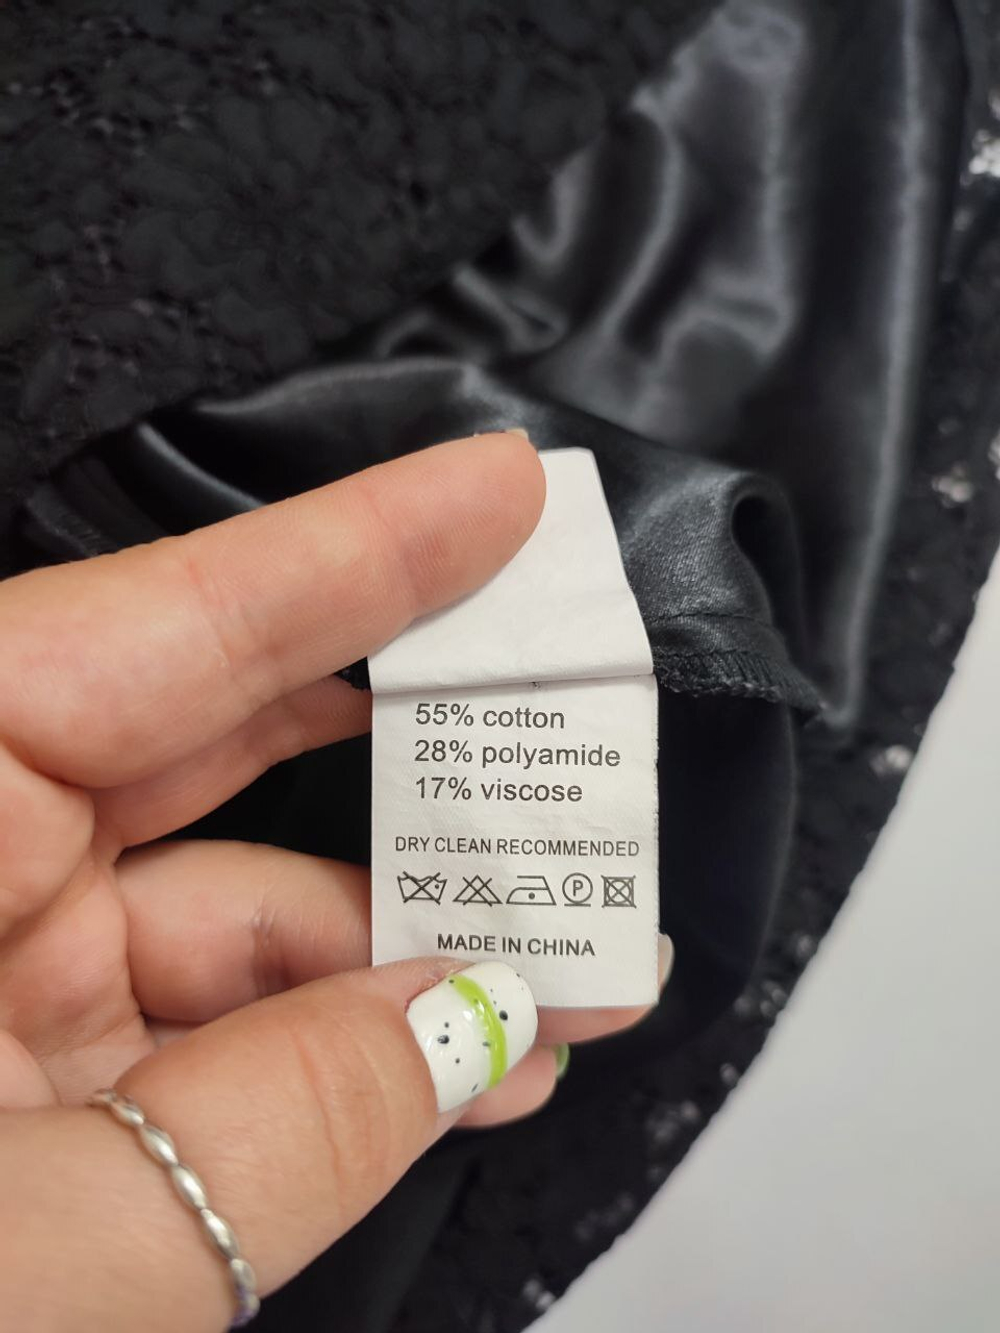 55% cotton
28% polyamide
17% viscose
DRY CLEAN RECOMMENDED
P
MADE IN CHINA